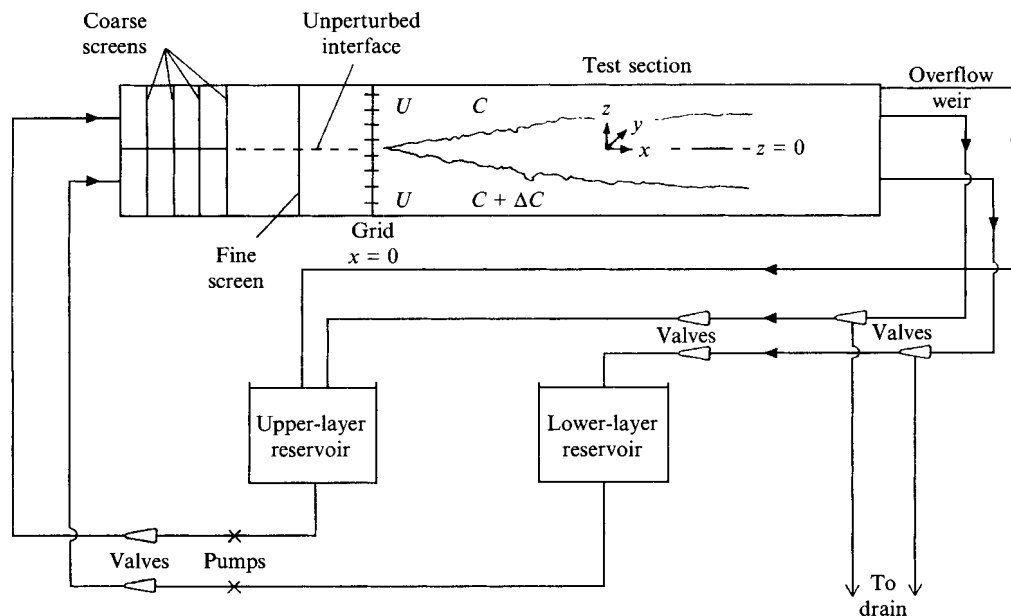 Coarse
screens
Unperturbed
interface
Test section
Overflow
weir
U
C
z
y
x
z = 0
U
C + ΔC
Grid
x = 0
Fine
screen
Valves
Valves
Upper-layer
reservoir
Lower-layer
reservoir
Valves
Pumps
To
drain